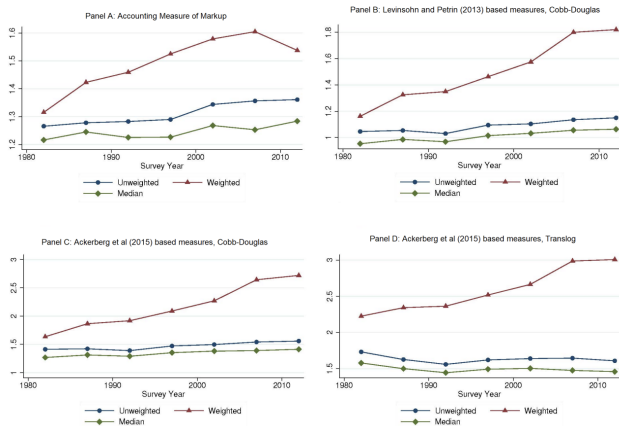 Panel A: Accounting Measure of Markup
1.6
1.5
1.4
1.3
1.2
1980
1990
2000
2010
Survey Year
Unweighted
Weighted
Median
Panel B: Levinsohn and Petrin (2013) based measures, Cobb-Douglas
1.8
1.6
1.4
1.2
1
1980
1990
2000
2010
Survey Year
Unweighted
Weighted
Median
Panel C: Ackerberg et al (2015) based measures, Cobb-Douglas
3
2.5
2
1.5
1
1980
1990
2000
2010
Survey Year
Unweighted
Weighted
Median
Panel D: Ackerberg et al (2015) based measures, Translog
3
2.5
2
1.5
1980
1990
2000
2010
Survey Year
Unweighted
Weighted
Median